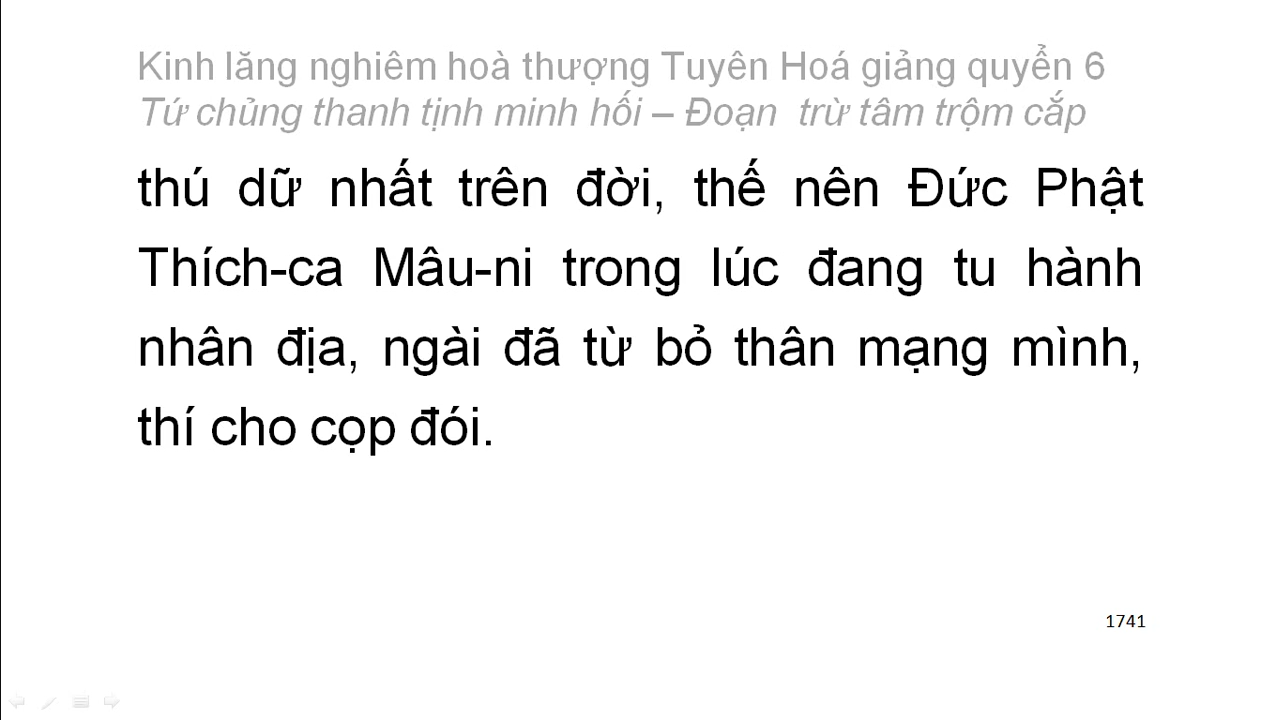 Kinh lăng nghiêm hoà thượng Tuyên Hoá giảng quyển 6
Tứ chủng thanh tịnh minh hối – Đoạn  trừ tâm trộm cắp
thú dữ nhất trên đời, thế nên Đức Phật
Thích-ca Mâu-ni trong lúc đang tu hành
nhân địa, ngài đã từ bỏ thân mạng mình,
thí cho cọp đói.
1741